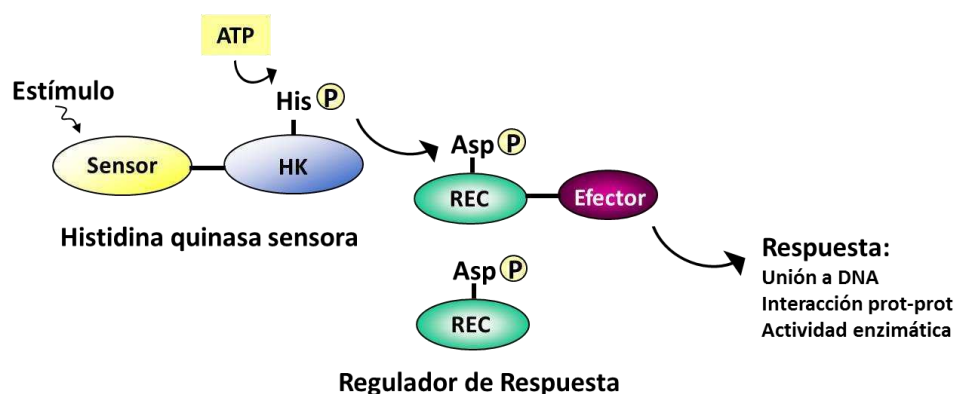 ATP
Estímulo
His P
Sensor
HK
Histidina quinasa sensora
Asp P
REC
Efector
Asp P
REC
Regulador de Respuesta
Respuesta:
Unión a DNA
Interacción prot-prot
Actividad enzimática